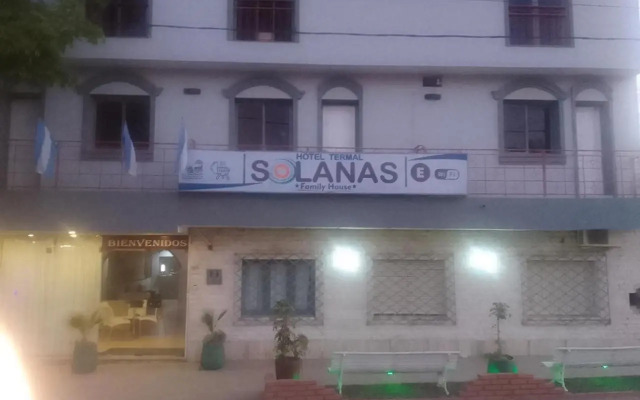 HOTEL TERMAL
SOLANAS
*Family House*
E
BIENVENIDOS